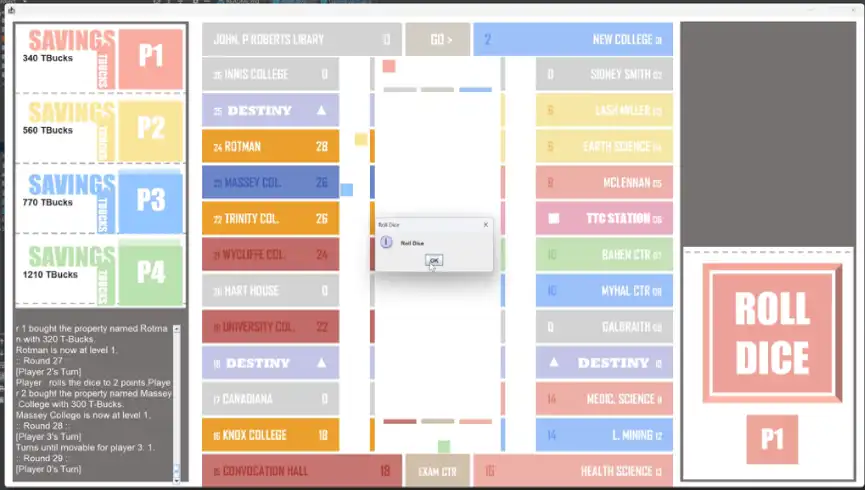 SAVINGS
340 TBucks
TBUCKS
P1
SAVINGS
560 TBucks
TBUCKS
P2
SAVINGS
770 TBucks
TBUCKS
P3
SAVINGS
1210 TBucks
TBUCKS
P4
r 1 bought the property named Rotma
n with 320 T-Bucks.
Rotman is now at level 1.
:: Round 27 ::
[Player 2's Turn]
Player rolls the dice to 2 points.Playe
r 2 bought the property named Massey
College with 300 T-Bucks.
Massey College is now at level 1.
:: Round 28 ::
[Player 3's Turn]
Turns until movable for player 3: 1.
:: Round 29 ::
[Player 0's Turn]
JOHN. P ROBERTS LIBARY 0
GO >
2 NEW COLLEGE 01
26 INNIS COLLEGE 0
0 SIDNEY SMITH 02
25 DESTINY
6 LASH MILLER 03
24 ROTMAN 28
6 EARTH SCIENCE 04
23 MASSEY COL. 26
8 MCLENNAN 05
22 TRINITY COL. 26
TTC STATION 06
21 WYCLIFFE COL. 24
10 BAHEN CTR 07
20 HART HOUSE 0
10 MYHAL CTR 08
19 UNIVERSITY COL. 22
0 GALBRAITH 09
18 DESTINY
DESTINY 10
17 CANADIANA 0
14 MEDIC. SCIENCE 11
16 KNOX COLLEGE 18
14 L. MINING 12
15 CONVOCATION HALL 18
EXAM CTR
16 HEALTH SCIENCE 13
Roll Dice
Roll Dice
OK
ROLL
DICE
P1